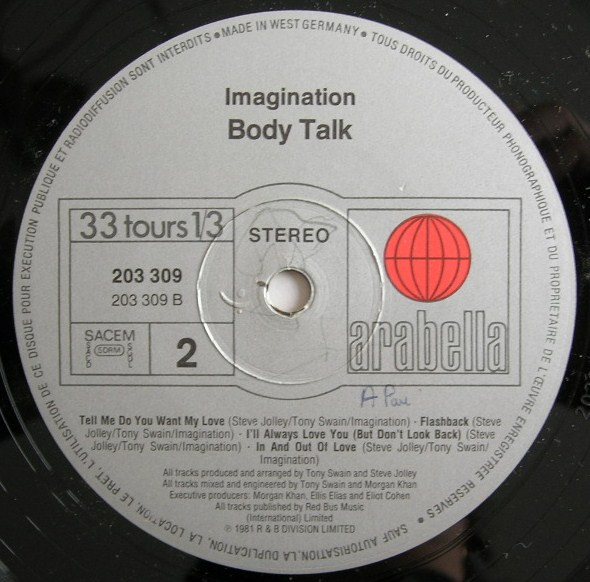 SAUF AUTORISATION, LA DUPLICATION, LA LOCATION, LE PRET, L'UTILISATION DE CE DISQUE POUR EXECUTION PUBLIQUE ET RADIODIFFUSION SONT INTERDITS • MADE IN WEST GERMANY • TOUS DROITS DU PRODUCTEUR PHONOGRAPHIQUE ET DU PROPRIETAIRE DE L'ŒUVRE ENREGISTREE RESERVES •
Imagination
Body Talk
33 tours 1/3
STEREO
203 309
203 309 B
SACEM
SDRM
2
arabella
Tell Me Do You Want My Love (Steve Jolley/Tony Swain/Imagination) · Flashback (Steve
Jolley/Tony Swain/Imagination) · I'll Always Love You (But Don't Look Back) (Steve
Jolley/Tony Swain/Imagination) · In And Out Of Love (Steve Jolley/Tony Swain/
Imagination)
All tracks produced and arranged by Tony Swain and Steve Jolley
All tracks mixed and engineered by Tony Swain and Morgan Khan
Executive producers: Morgan Khan, Ellis Elias and Eliot Cohen
All tracks published by Red Bus Music
(International) Limited
℗ 1981 R & B DIVISION LIMITED